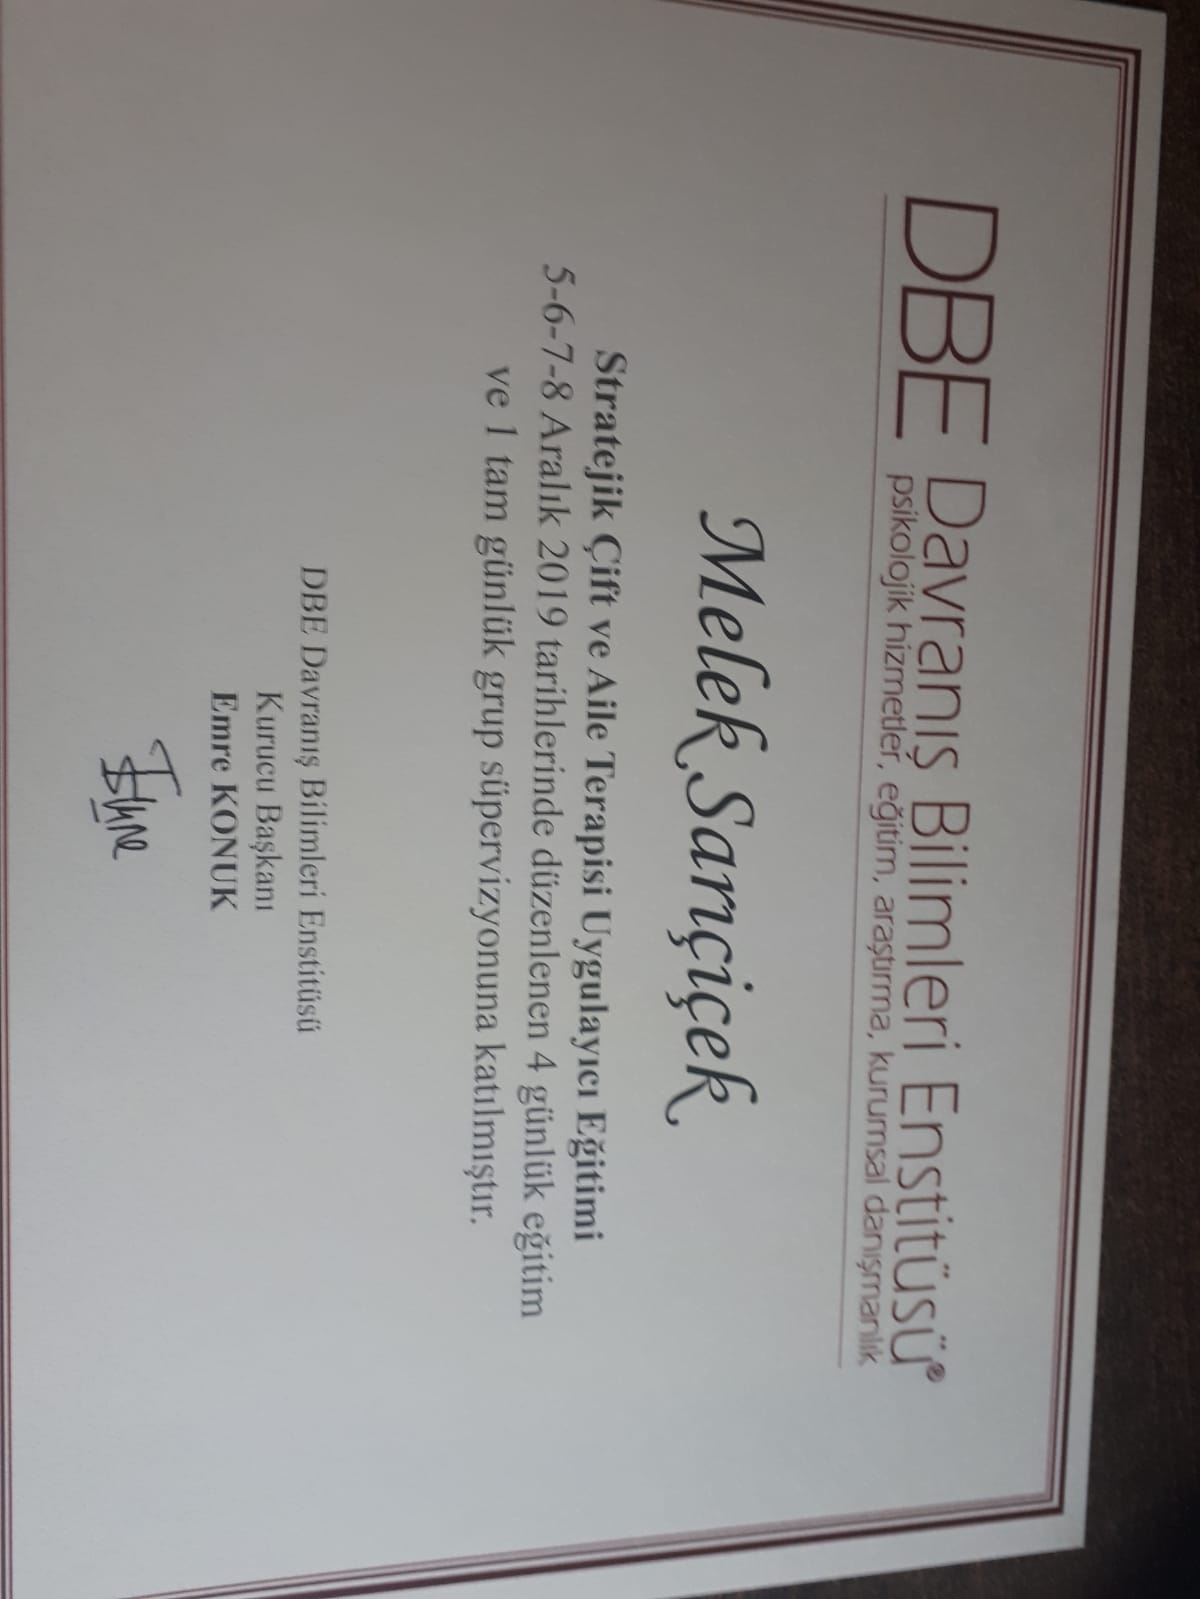 DBE Davranış Bilimleri Enstitüsü®
psikolojik hizmetler, eğitim, araştırma, kurumsal danışmanlık
Melek Sarıçiçek
Stratejik Çift ve Aile Terapisi Uygulayıcı Eğitimi
5-6-7-8 Aralık 2019 tarihlerinde düzenlenen 4 günlük eğitim
ve 1 tam günlük grup süpervizyonuna katılmıştır.
DBE Davranış Bilimleri Enstitüsü
Kurucu Başkanı
Emre KONUK